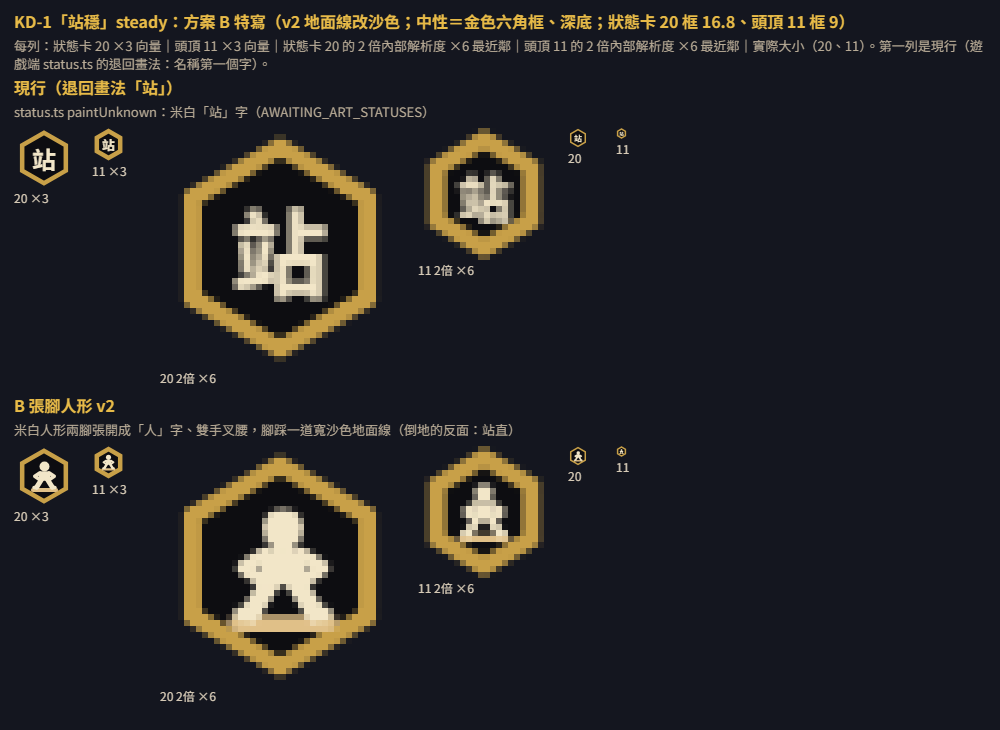 KD-1「站穩」steady：方案 B 特寫（v2 地面線改沙色；中性＝金色六角框、深底；狀態卡 20 框 16.8、頭頂 11 框 9）
每列：狀態卡 20 ×3 向量｜頭頂 11 ×3 向量｜狀態卡 20 的 2 倍內部解析度 ×6 最近鄰｜頭頂 11 的 2 倍內部解析度 ×6 最近鄰｜實際大小（20、11）。第一列是現行（遊
戲端 status.ts 的退回畫法：名稱第一個字）。
現行（退回畫法「站」）
status.ts paintUnknown：米白「站」字（AWAITING_ART_STATUSES）
站
站
站
站
站
20 ×3
11 ×3
20 2倍 ×6
11 2倍 ×6
20
11
B 張腳人形 v2
米白人形兩腳張開成「人」字、雙手叉腰，腳踩一道寬沙色地面線（倒地的反面：站直）
20 ×3
11 ×3
20 2倍 ×6
11 2倍 ×6
20
11